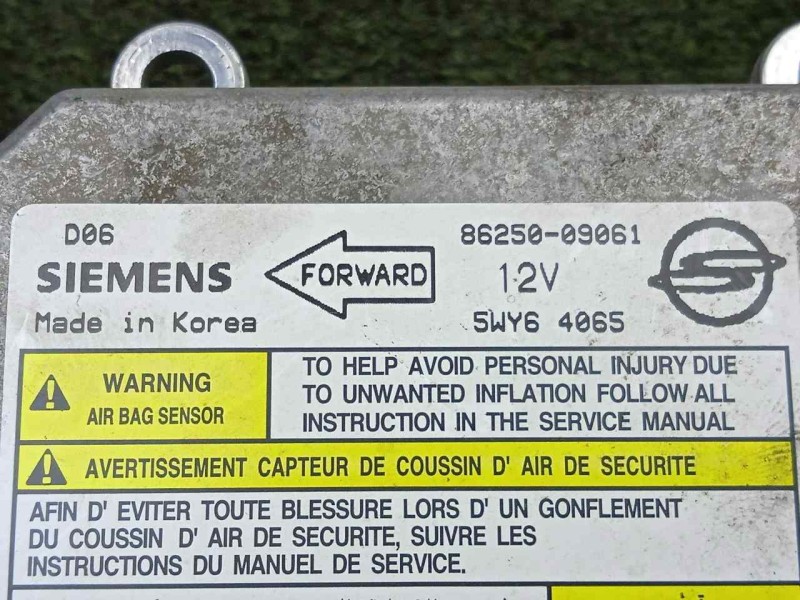 D06
SIEMENS
Made in Korea
FORWARD
86250-09061
12V
5WY6 4065
WARNING
AIR BAG SENSOR
TO HELP AVOID PERSONAL INJURY DUE
TO UNWANTED INFLATION FOLLOW ALL
INSTRUCTION IN THE SERVICE MANUAL
AVERTISSEMENT CAPTEUR DE COUSSIN D' AIR DE SECURITE
AFIN D' EVITER TOUTE BLESSURE LORS D' UN GONFLEMENT
DU COUSSIN D' AIR DE SECURITE, SUIVRE LES
INSTRUCTIONS DU MANUEL DE SERVICE.